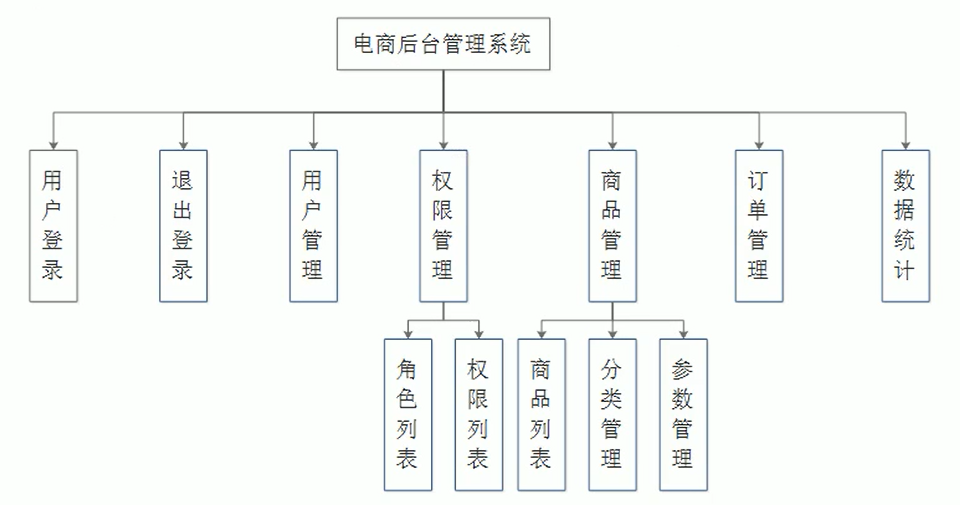 电商后台管理系统
用户登录
退出登录
用户管理
权限管理
商品管理
订单管理
数据统计
角色列表
权限列表
商品列表
分类管理
参数管理